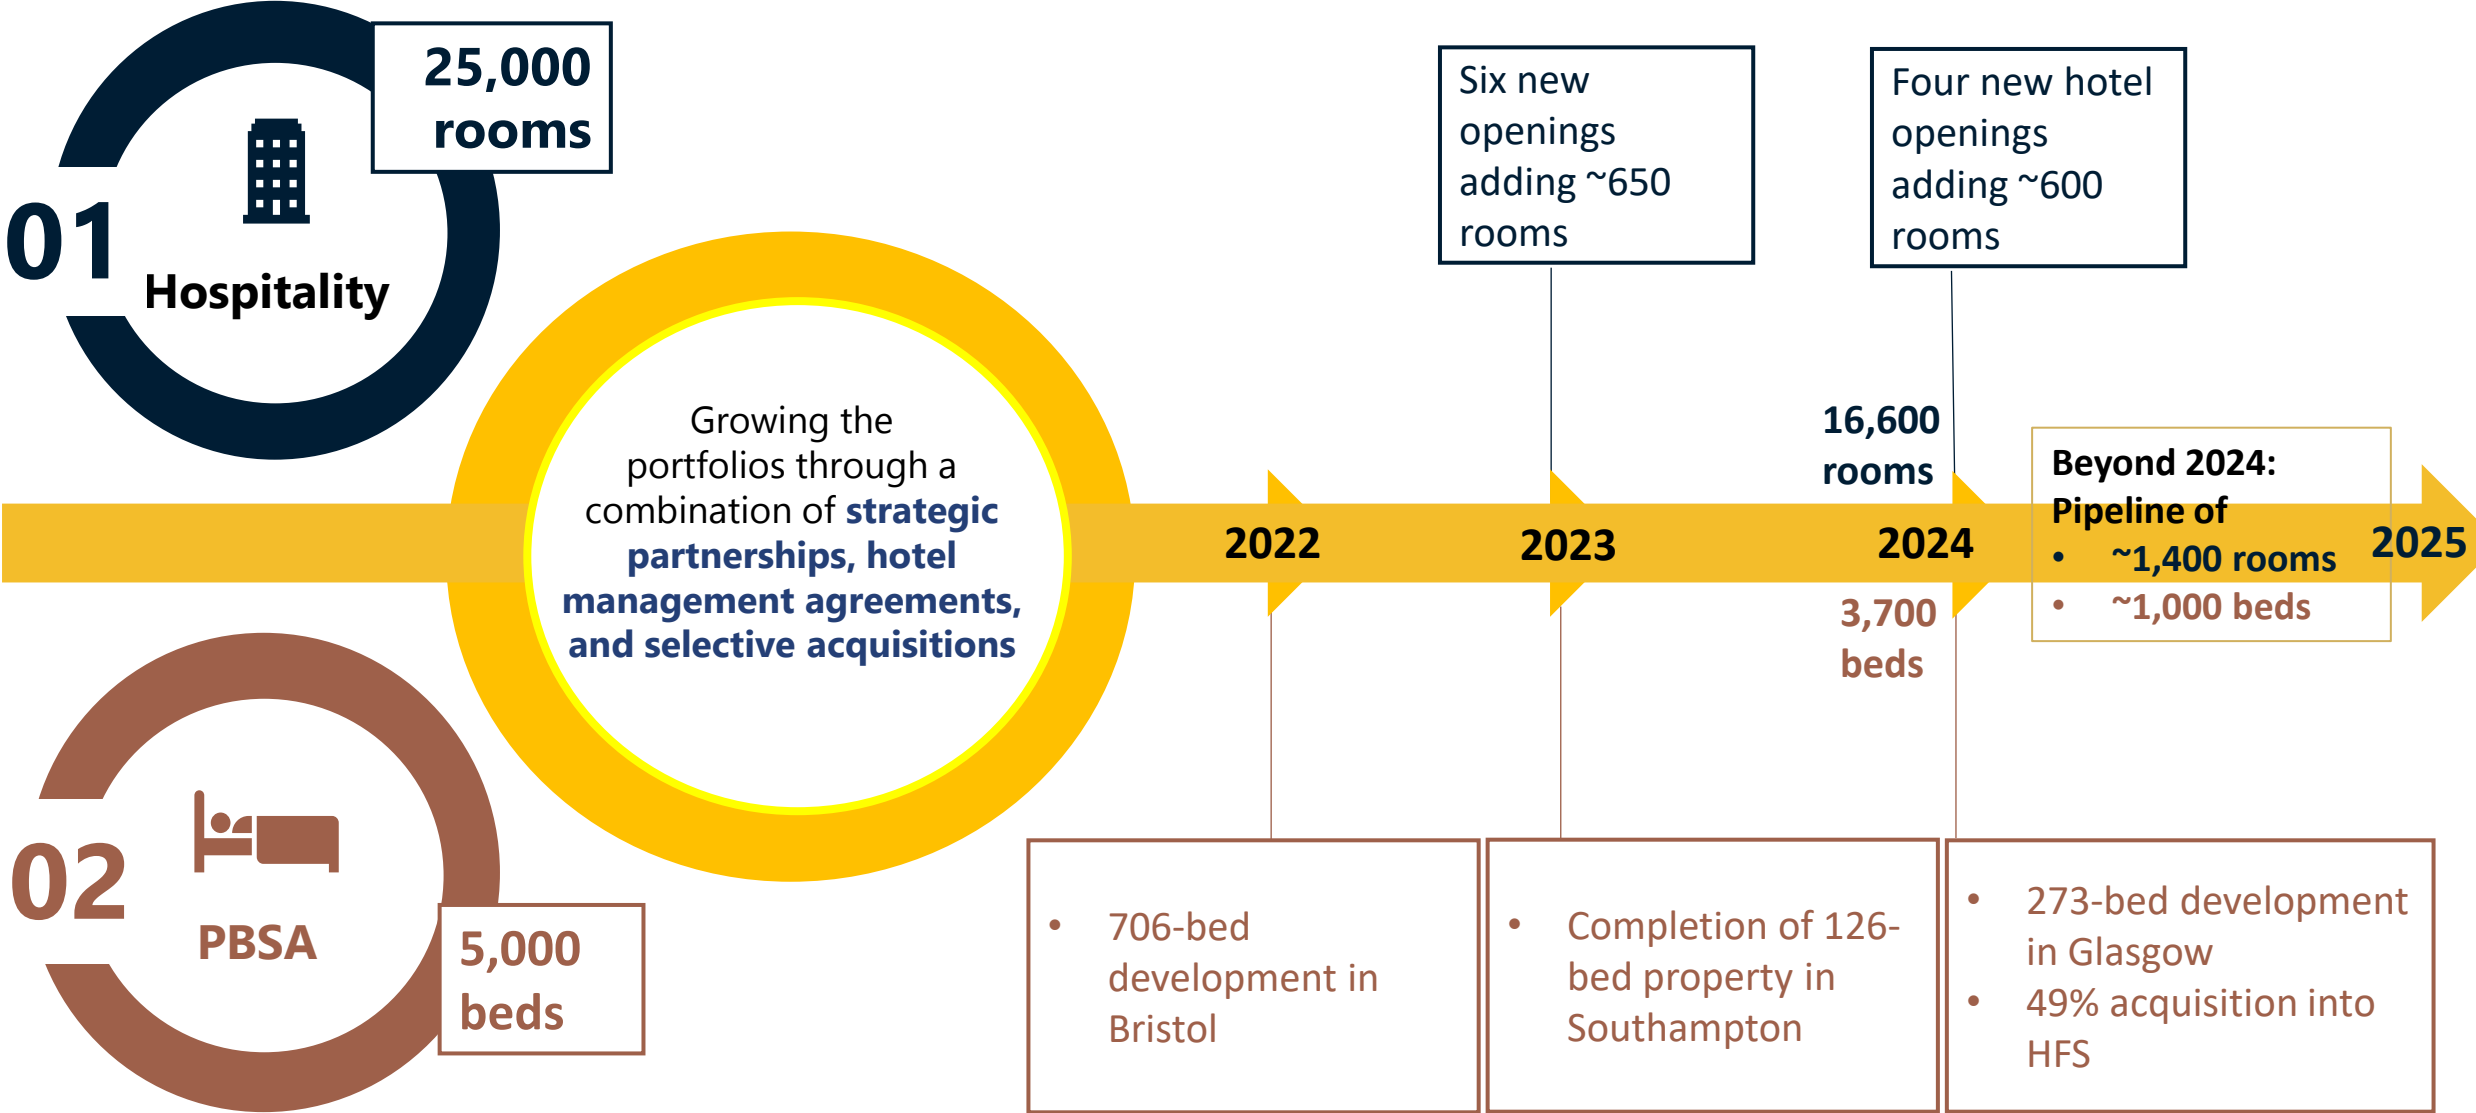 25,000
rooms
01
Hospitality
Growing the
portfolios through a
combination of strategic
partnerships, hotel
management agreements,
and selective acquisitions
02
PBSA
5,000
beds
Six new
openings
adding ~650
rooms
Four new hotel
openings
adding ~600
rooms
16,600
rooms
2022
2023
2024
2025
3,700
beds
Beyond 2024:
Pipeline of
• ~1,400 rooms
• ~1,000 beds
• 706-bed
development in
Bristol
• Completion of 126-
bed property in
Southampton
• 273-bed development
in Glasgow
• 49% acquisition into
HFS